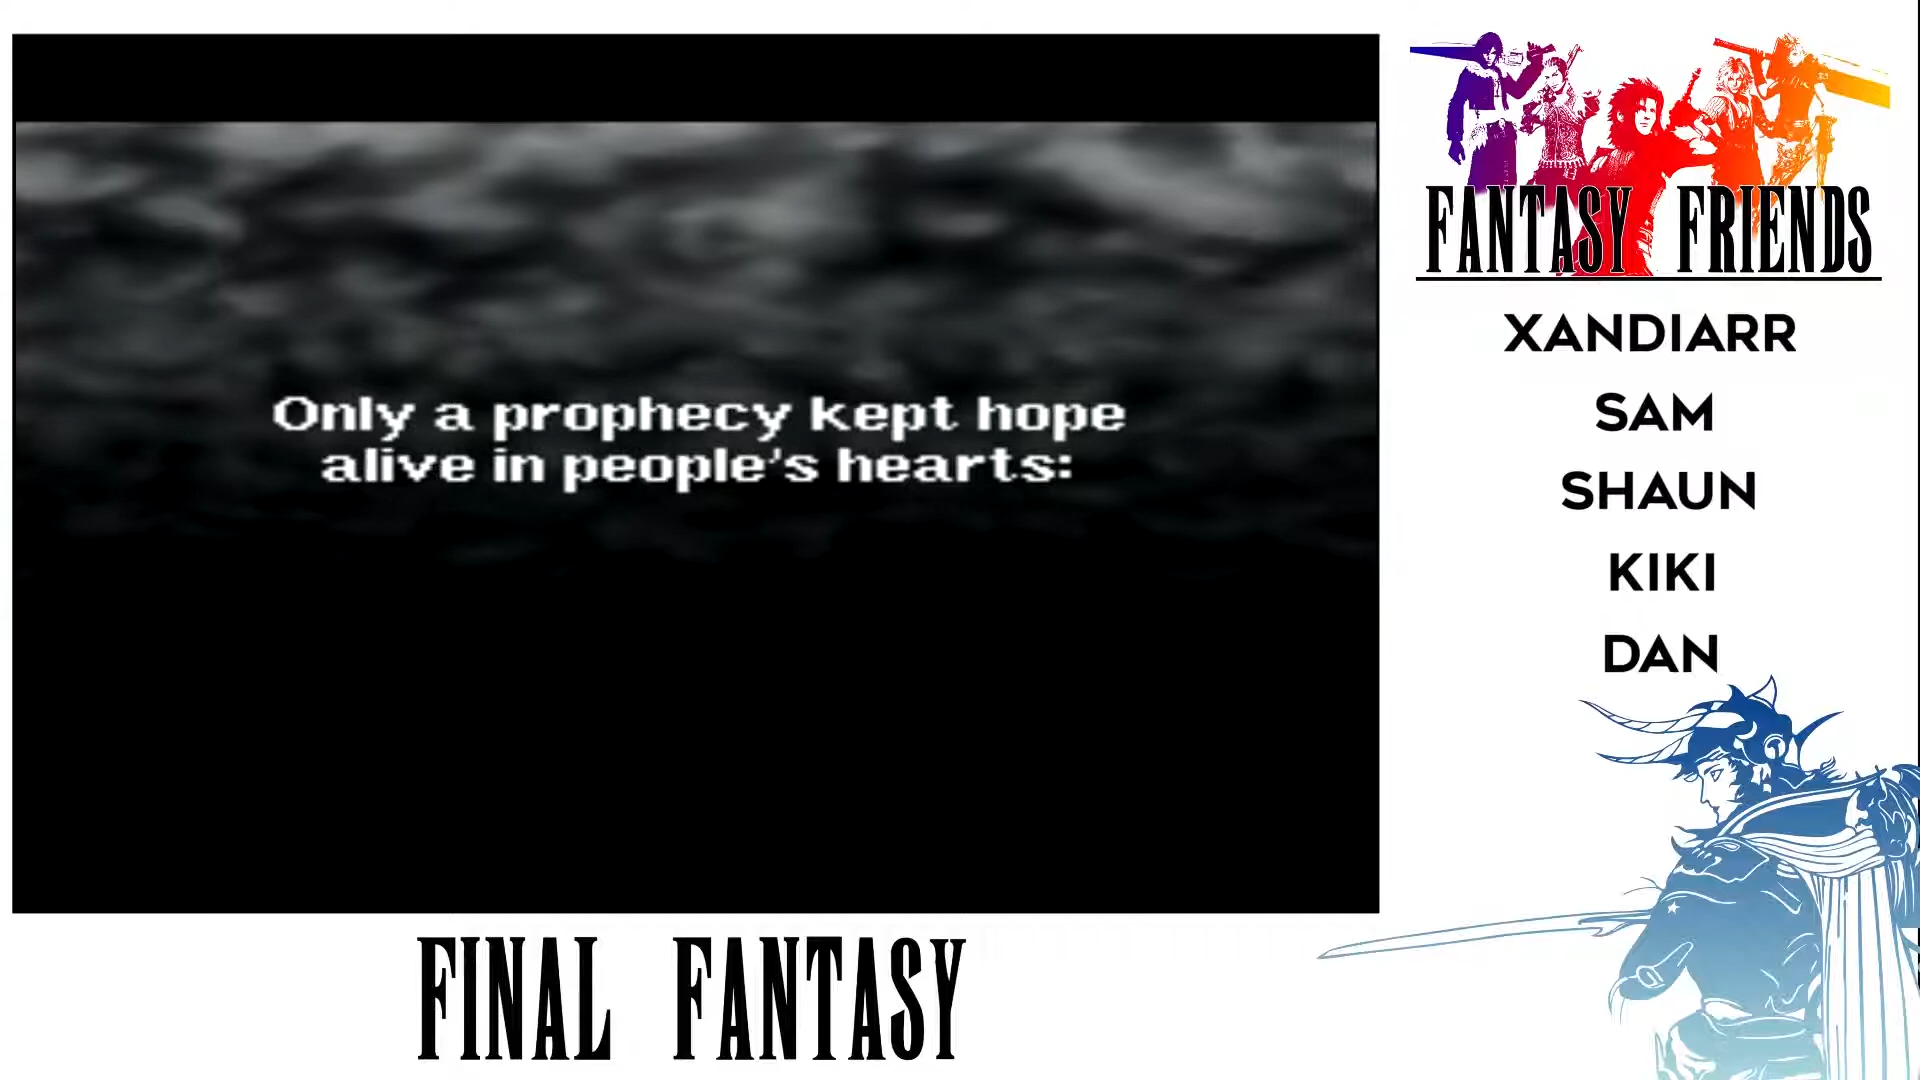 Only a prophecy kept hope
alive in people's hearts:
FANTASY FRIENDS
XANDIARR
SAM
SHAUN
KIKI
DAN
FINAL FANTASY